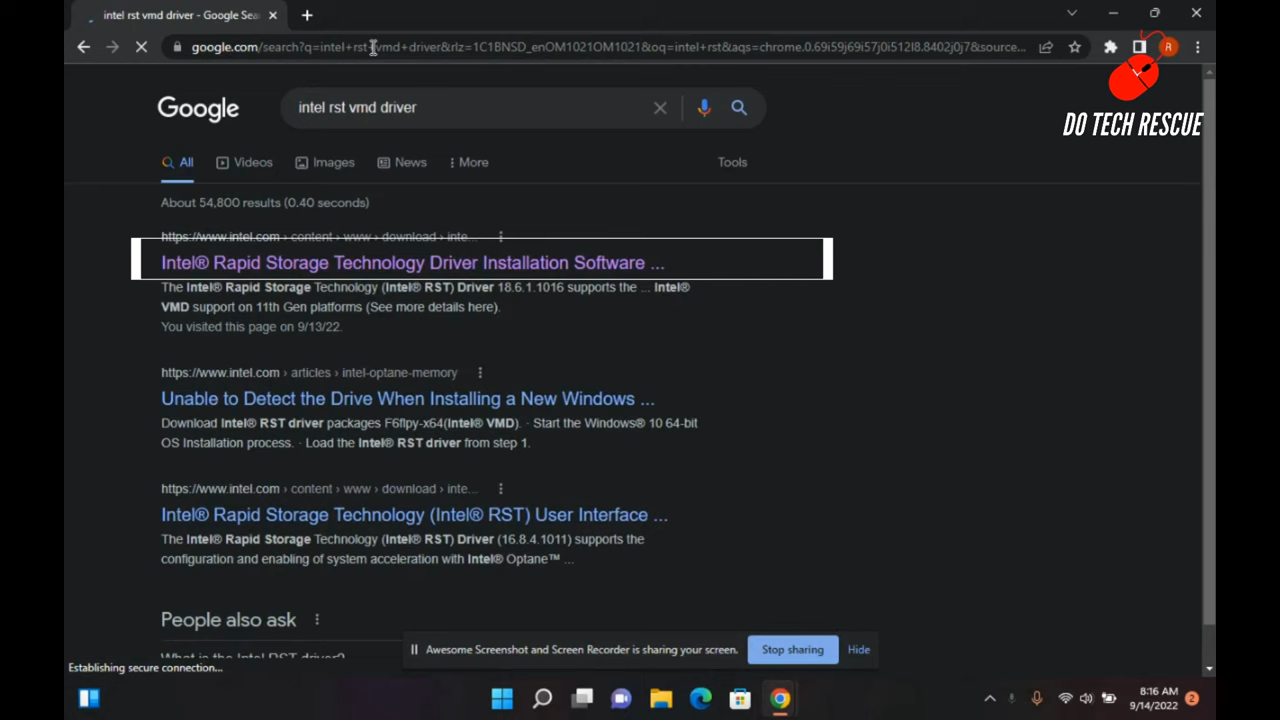 intel rst vmd driver - Google Sea
google.com/search?q=intel+rst+vmd+driver&rlz=1C1BNSD_enOM1021OM1021&oq=intel+rst&aqs=chrome.0.69i59j69i57j0i512l8.8402j0j7&source...
R
DO TECH RESCUE
Google
intel rst vmd driver
All
Videos
Images
News
More
Tools
About 54,800 results (0.40 seconds)
https://www.intel.com › content › www › download › inte...
Intel® Rapid Storage Technology Driver Installation Software ...
The Intel® Rapid Storage Technology (Intel® RST) Driver 18.6.1.1016 supports the ... Intel®
VMD support on 11th Gen platforms (See more details here).
You visited this page on 9/13/22.
https://www.intel.com › articles › intel-optane-memory
Unable to Detect the Drive When Installing a New Windows ...
Download Intel® RST driver packages F6flpy-x64(Intel® VMD). · Start the Windows® 10 64-bit
OS Installation process. · Load the Intel® RST driver from step 1.
https://www.intel.com › content › www › download › inte...
Intel® Rapid Storage Technology (Intel® RST) User Interface ...
The Intel® Rapid Storage Technology (Intel® RST) Driver (16.8.4.1011) supports the
configuration and enabling of system acceleration with Intel® Optane™ ...
People also ask
What is the Intel RST driver?
Awesome Screenshot and Screen Recorder is sharing your screen.
Stop sharing
Hide
Establishing secure connection...
8:16 AM
9/14/2022
2